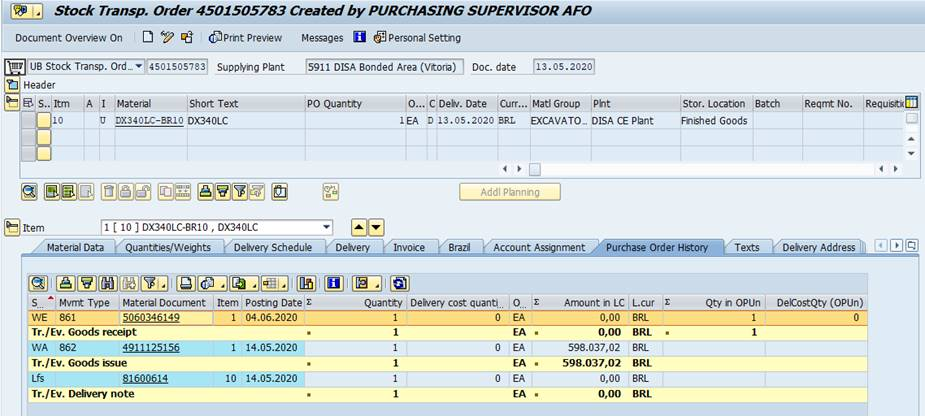 Stock Transp. Order 4501505783 Created by PURCHASING SUPERVISOR AFO
Document Overview On Print Preview Messages Personal Setting
UB Stock Transp. Ord... 4501505783 Supplying Plant 5911 DISA Bonded Area (Vitoria) Doc. date 13.05.2020
Header
S.. Itm A I Material Short Text PO Quantity O... C Deliv. Date Curr... Matl Group Plnt Stor. Location Batch Reqmt No. Requisitio
10 U DX340LC-BR10 DX340LC 1 EA D 13.05.2020 BRL EXCAVATO... DISA CE Plant Finished Goods
Addl Planning
Item 1 [ 10 ] DX340LC-BR10 , DX340LC
Material Data Quantities/Weights Delivery Schedule Delivery Invoice Brazil Account Assignment Purchase Order History Texts Delivery Address
S... Mvmt Type Material Document Item Posting Date Σ Quantity Delivery cost quanti... O... Σ Amount in LC L.cur Σ Qty in OPUn DelCostQty (OPUn)
WE 861 5060346149 1 04.06.2020 1 0 EA 0,00 BRL 1 0
Tr./Ev. Goods receipt 1 EA 0,00 BRL 1
WA 862 4911125156 1 14.05.2020 1 0 EA 598.037,02 BRL
Tr./Ev. Goods issue 1 EA 598.037,02 BRL
Lfs 81600614 10 14.05.2020 1 0 EA 0,00 BRL
Tr./Ev. Delivery note 1 EA 0,00 BRL